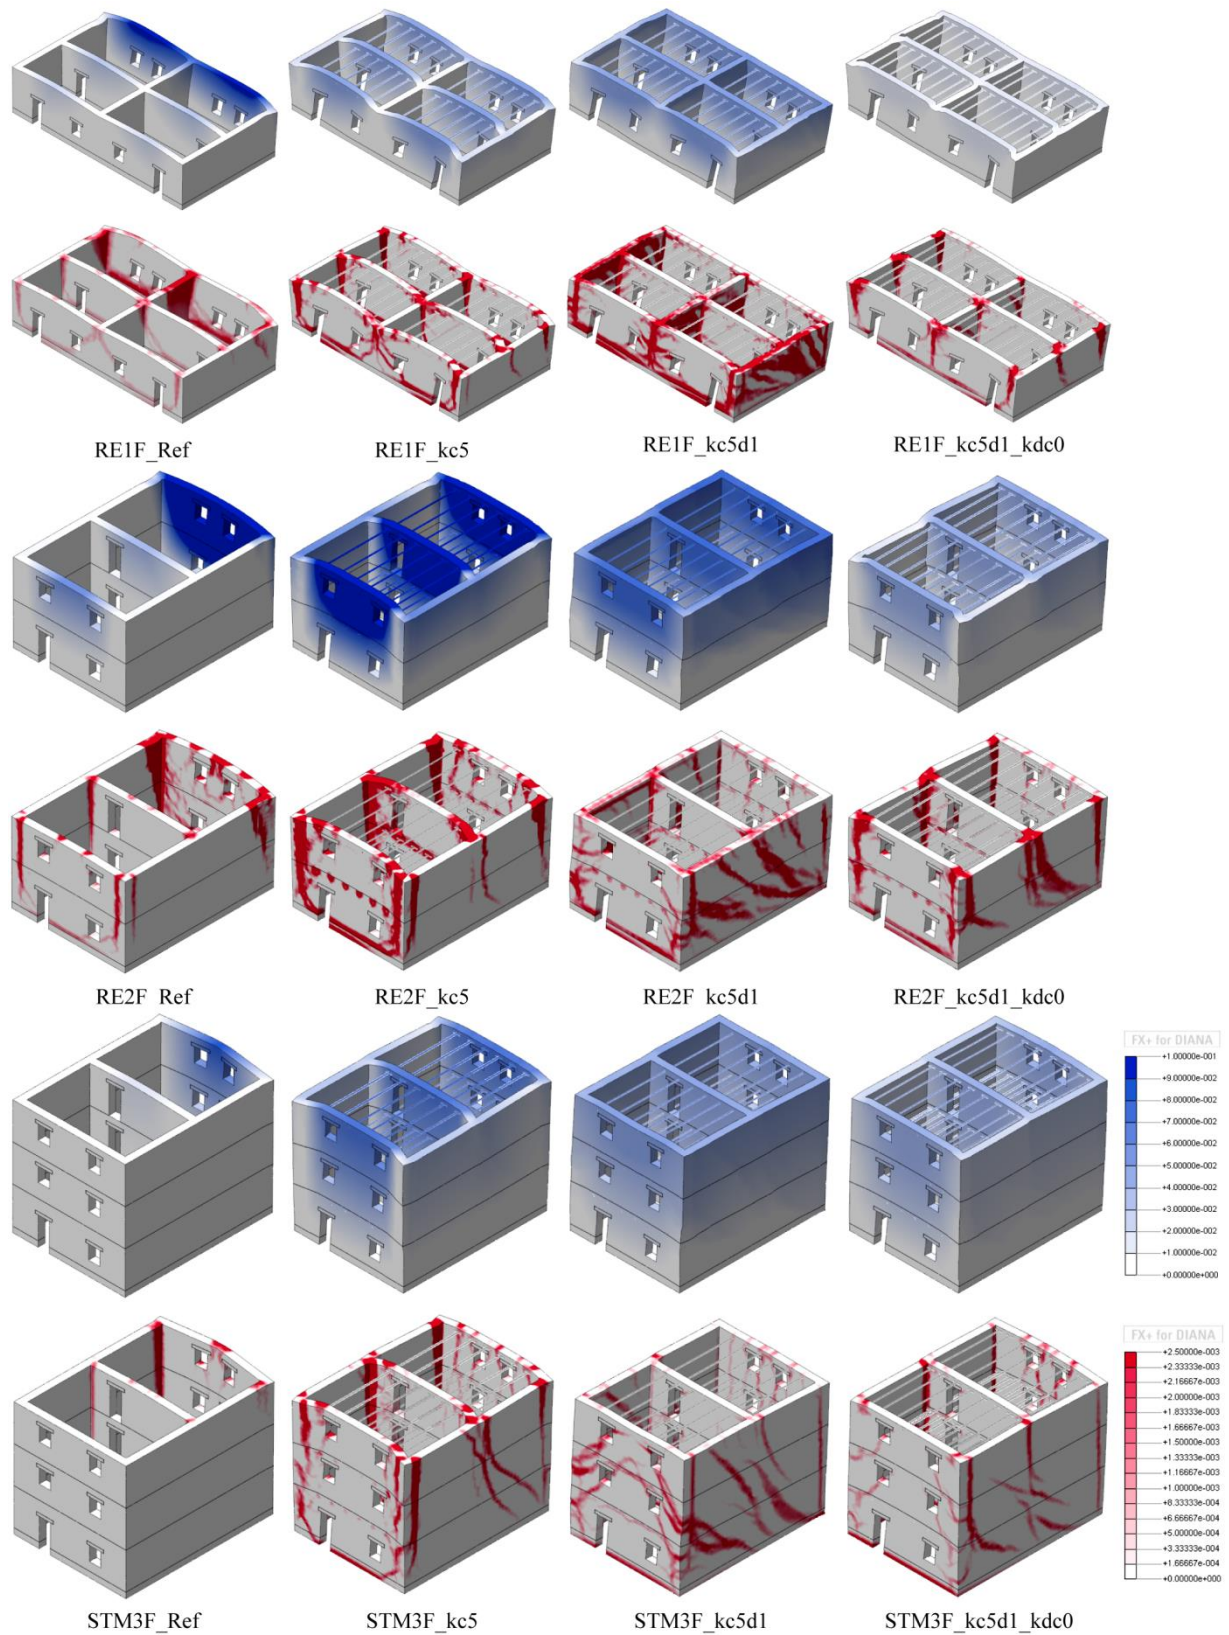 RE1F_Ref
RE1F_kc5
RE1F_kc5d1
RE1F_kc5d1_kdc0
RE2F_Ref
RE2F_kc5
RE2F_kc5d1
RE2F_kc5d1_kdc0
FX+ for DIANA
+1.00000e-001
+9.00000e-002
+8.00000e-002
+7.00000e-002
+6.00000e-002
+5.00000e-002
+4.00000e-002
+3.00000e-002
+2.00000e-002
+1.00000e-002
+0.00000e+000
FX+ for DIANA
+2.50000e-003
+2.33333e-003
+2.16667e-003
+2.00000e-003
+1.83333e-003
+1.66667e-003
+1.50000e-003
+1.33333e-003
+1.16667e-003
+1.00000e-003
+8.33333e-004
+6.66667e-004
+5.00000e-004
+3.33333e-004
+1.66667e-004
+0.00000e+000
STM3F_Ref
STM3F_kc5
STM3F_kc5d1
STM3F_kc5d1_kdc0